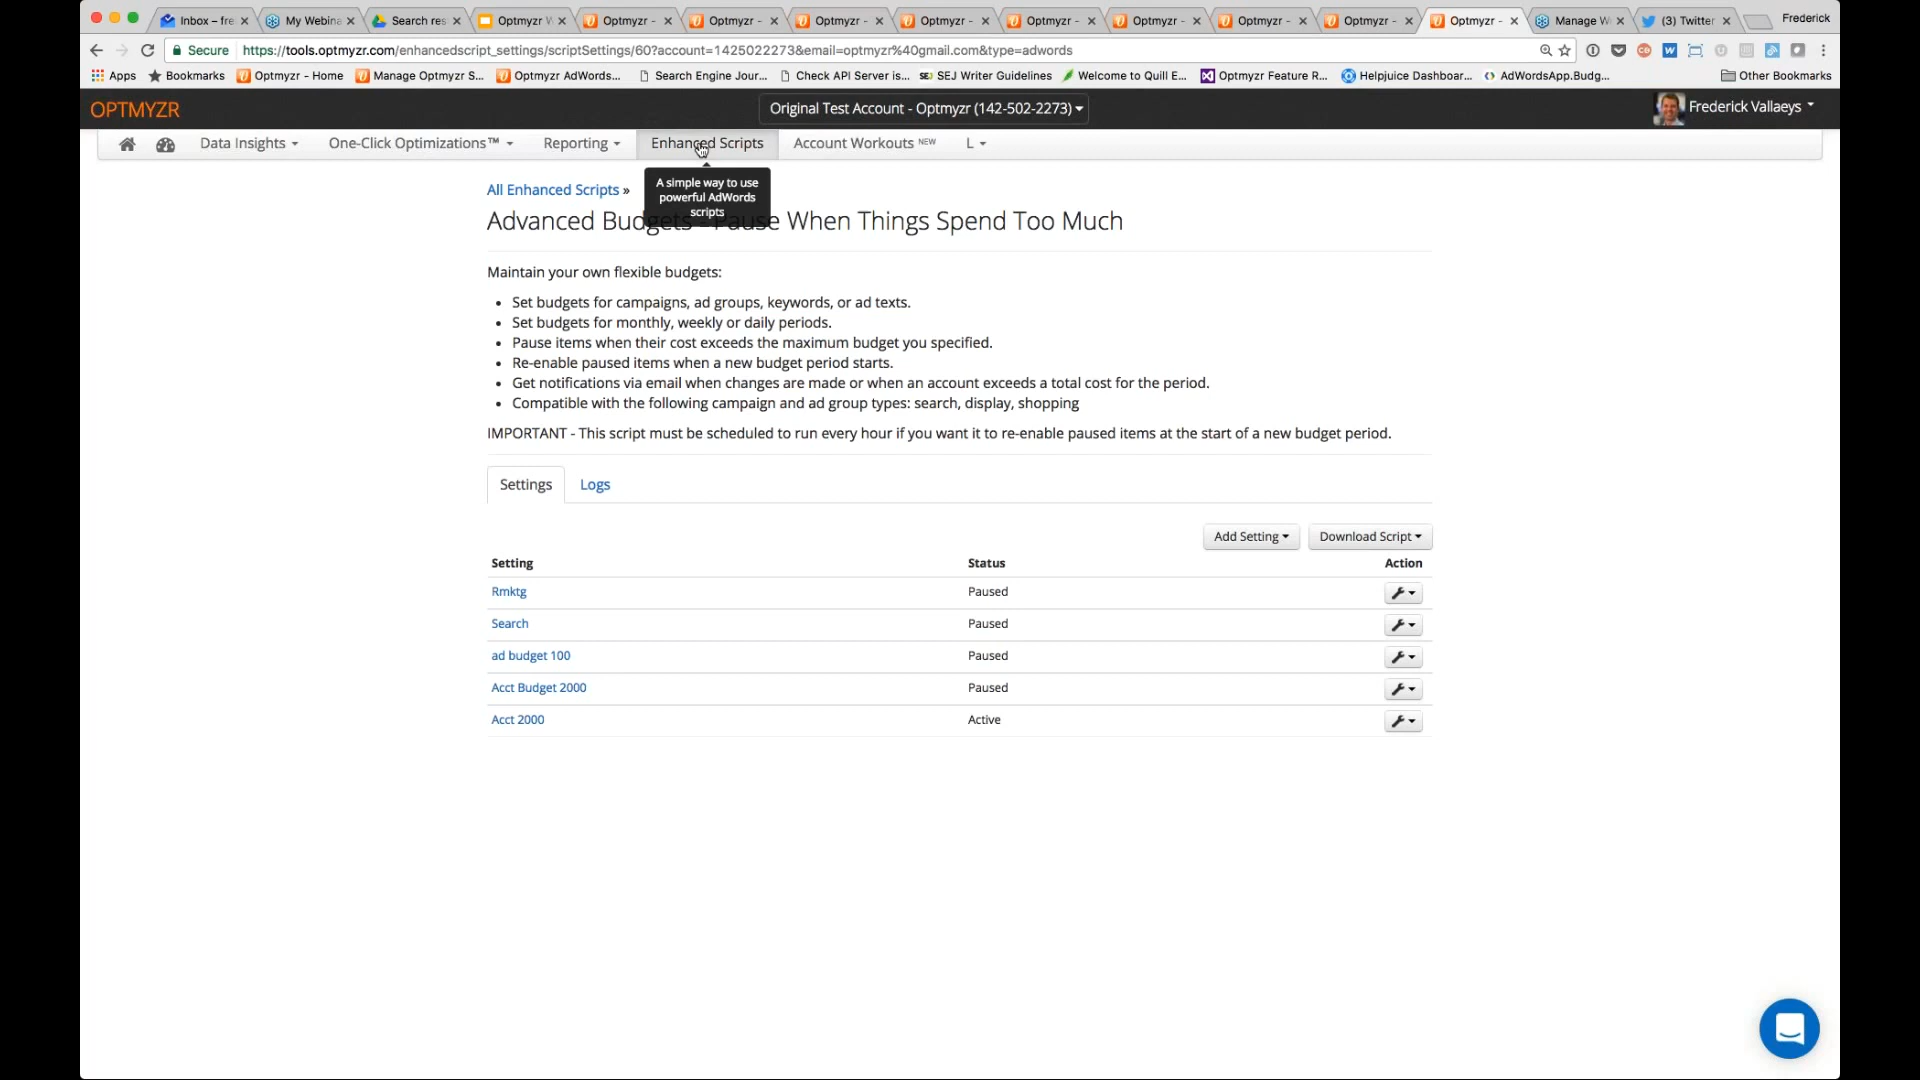 Inbox – fre
My Webina
Search res
Optmyzr W
Optmyzr -
Optmyzr -
Optmyzr -
Optmyzr -
Optmyzr -
Optmyzr -
Optmyzr -
Optmyzr -
Optmyzr -
Manage W
(3) Twitter
Frederick
Secure
https://tools.optmyzr.com/enhancedscript_settings/scriptSettings/60?account=1425022273&email=optmyzr%40gmail.com&type=adwords
Apps
Bookmarks
Optmyzr - Home
Manage Optmyzr S...
Optmyzr AdWords...
Search Engine Jour...
Check API Server is...
SEJ Writer Guidelines
Welcome to Quill E...
Optmyzr Feature R...
Helpjuice Dashboar...
AdWordsApp.Budg...
Other Bookmarks
OPTMYZR
Original Test Account - Optmyzr (142-502-2273)
Frederick Vallaeys
Data Insights
One-Click Optimizations™
Reporting
Enhanced Scripts
Account Workouts NEW
L
A simple way to use
powerful AdWords
scripts
All Enhanced Scripts »
Advanced Budgets - Pause When Things Spend Too Much
Maintain your own flexible budgets:
• Set budgets for campaigns, ad groups, keywords, or ad texts.
• Set budgets for monthly, weekly or daily periods.
• Pause items when their cost exceeds the maximum budget you specified.
• Re-enable paused items when a new budget period starts.
• Get notifications via email when changes are made or when an account exceeds a total cost for the period.
• Compatible with the following campaign and ad group types: search, display, shopping
IMPORTANT - This script must be scheduled to run every hour if you want it to re-enable paused items at the start of a new budget period.
Settings
Logs
Add Setting
Download Script
Setting Status Action
Rmktg Paused
Search Paused
ad budget 100 Paused
Acct Budget 2000 Paused
Acct 2000 Active